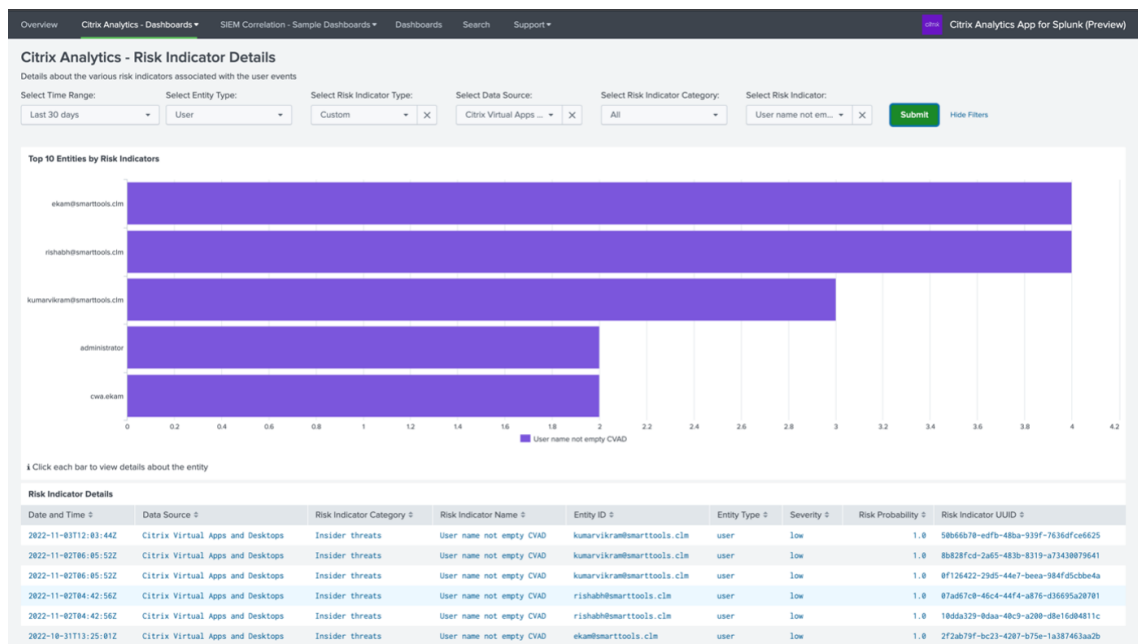 Overview Citrix Analytics - Dashboards SIEM Correlation - Sample Dashboards Dashboards Search Support citrix Citrix Analytics App for Splunk (Preview)
Citrix Analytics - Risk Indicator Details
Details about the various risk indicators associated with the user events
Select Time Range: Select Entity Type: Select Risk Indicator Type: Select Data Source: Select Risk Indicator Category: Select Risk Indicator:
Last 30 days User Custom Citrix Virtual Apps ... All User name not em... Submit Hide Filters
Top 10 Entities by Risk Indicators
ekam@smarttools.clm
rishabh@smarttools.clm
kumarvikram@smarttools.clm
administrator
cwa.ekam
0 0.2 0.4 0.6 0.8 1 1.2 1.4 1.6 1.8 2 2.2 2.4 2.6 2.8 3 3.2 3.4 3.6 3.8 4 4.2
User name not empty CVAD
i Click each bar to view details about the entity
Risk Indicator Details
Date and Time Data Source Risk Indicator Category Risk Indicator Name Entity ID Entity Type Severity Risk Probability Risk Indicator UUID
2022-11-03T12:03:44Z Citrix Virtual Apps and Desktops Insider threats User name not empty CVAD kumarvikram@smarttools.clm user low 1.0 50b66b70-edfb-48ba-939f-7636dfce6625
2022-11-02T06:05:52Z Citrix Virtual Apps and Desktops Insider threats User name not empty CVAD kumarvikram@smarttools.clm user low 1.0 8b828fcd-2a65-483b-8319-a73430079641
2022-11-02T06:05:52Z Citrix Virtual Apps and Desktops Insider threats User name not empty CVAD kumarvikram@smarttools.clm user low 1.0 0f126422-29d5-44e7-beea-984fd5cbbe4a
2022-11-02T04:42:56Z Citrix Virtual Apps and Desktops Insider threats User name not empty CVAD rishabh@smarttools.clm user low 1.0 07ad67c0-46c4-44f4-a876-d36695a20701
2022-11-02T04:42:56Z Citrix Virtual Apps and Desktops Insider threats User name not empty CVAD rishabh@smarttools.clm user low 1.0 10dda329-0daa-40c9-a200-d8e16d04811c
2022-10-31T13:25:01Z Citrix Virtual Apps and Desktops Insider threats User name not empty CVAD ekam@smarttools.clm user low 1.0 2f2ab79f-bc23-4207-b75e-1a387463aa2b